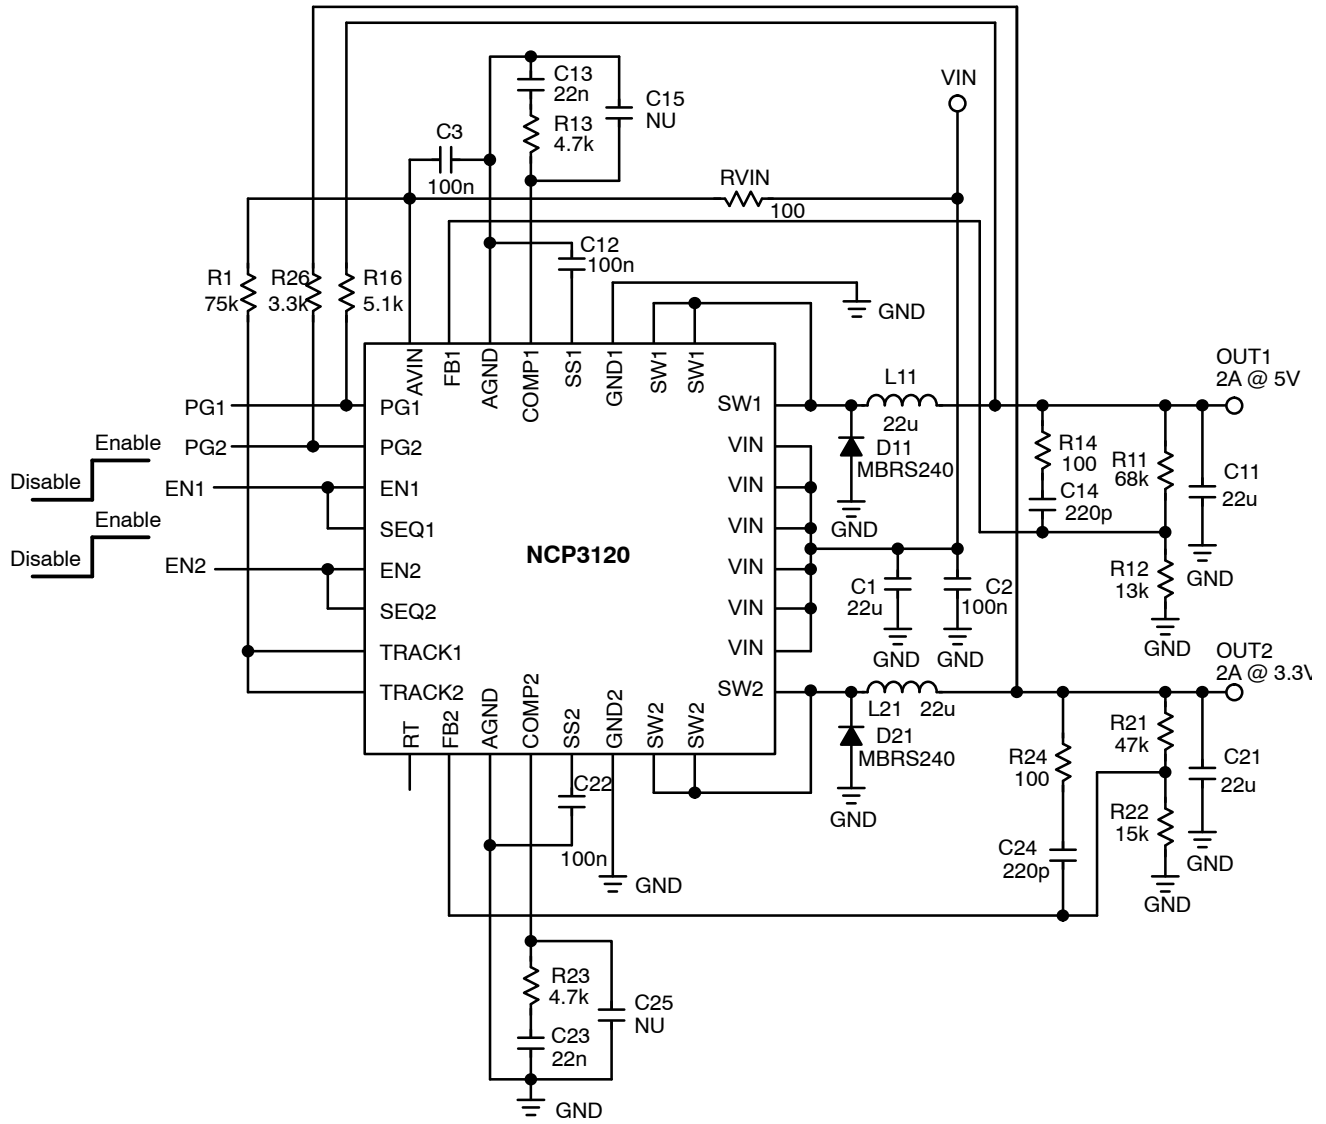 C13
22n
C15
NU
VIN
R13
4.7k
C3
100n
RVIN
100
C12
100n
R1
75k
R26
3.3k
R16
5.1k
GND
AVIN
FB1
AGND
COMP1
SS1
GND1
SW1
SW1
OUT1
2A @ 5V
L11
22u
PG1
PG1
SW1
Enable
PG2
PG2
VIN
D11
MBRS240
R14
100
R11
68k
C11
22u
Disable
EN1
EN1
VIN
C14
220p
GND
Enable
SEQ1
VIN
NCP3120
Disable
EN2
EN2
VIN
C1
22u
C2
100n
R12
13k
GND
SEQ2
VIN
GND
GND
GND
TRACK1
VIN
OUT2
2A @ 3.3V
TRACK2
SW2
L21
22u
RT
FB2
AGND
COMP2
SS2
GND2
SW2
SW2
D21
MBRS240
R21
47k
R24
100
C21
22u
C22
100n
GND
R22
15k
C24
220p
GND
GND
GND
R23
4.7k
C25
NU
C23
22n
GND